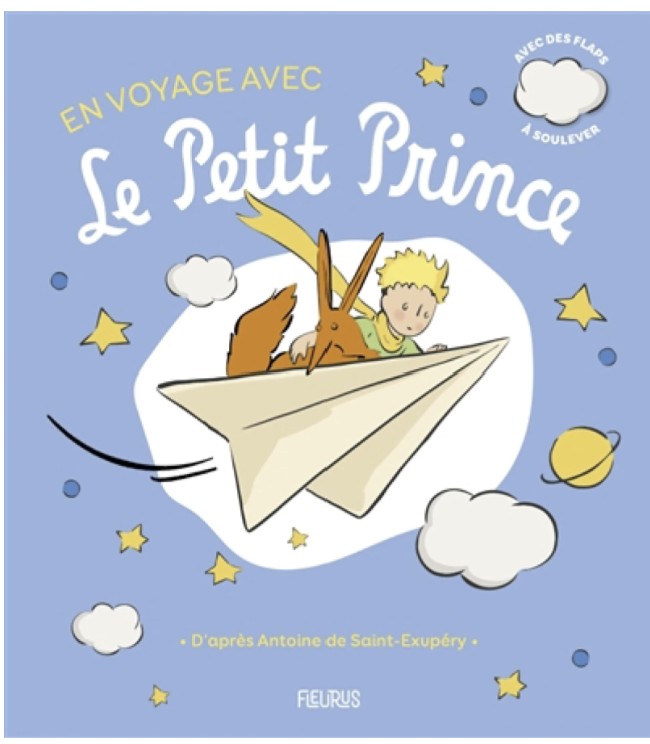 EN VOYAGE AVEC
Le Petit Prince
AVEC DES FLAPS
À SOULEVER
• D'après Antoine de Saint-Exupéry •
FLEURUS